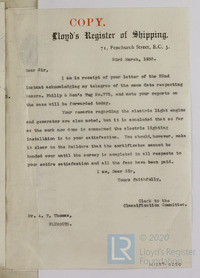 COPY.
Lloyd's Register of Shipping,
71, Fenchurch Street, E.C. 3.
23rd March,
Dear Sir,
I am in receipt of your letter of the 22nd
instant acknowledging my telegram of the same date respecting
Messrs. Philip & Son's Tug No.775, and note your reports on
the case will be forwarded today.
Your remarks regarding the electric light engine
and generator are also noted, but it is concluded that so far
as the work now done is concerned the electric lighting
installation is to your satisfaction. You should, however, make
it clear to the builders that the certificates cannot be
handed over until the survey is completed in all respects to
your entire satisfaction and all the fees have been paid.
I am, Dear Sir,
Yours faithfully,
Clerk to the
Classification Committee.
Mr. A. T. Thomas,
PLYMOUTH.
© 2020
Lloyd's Register
Foundation